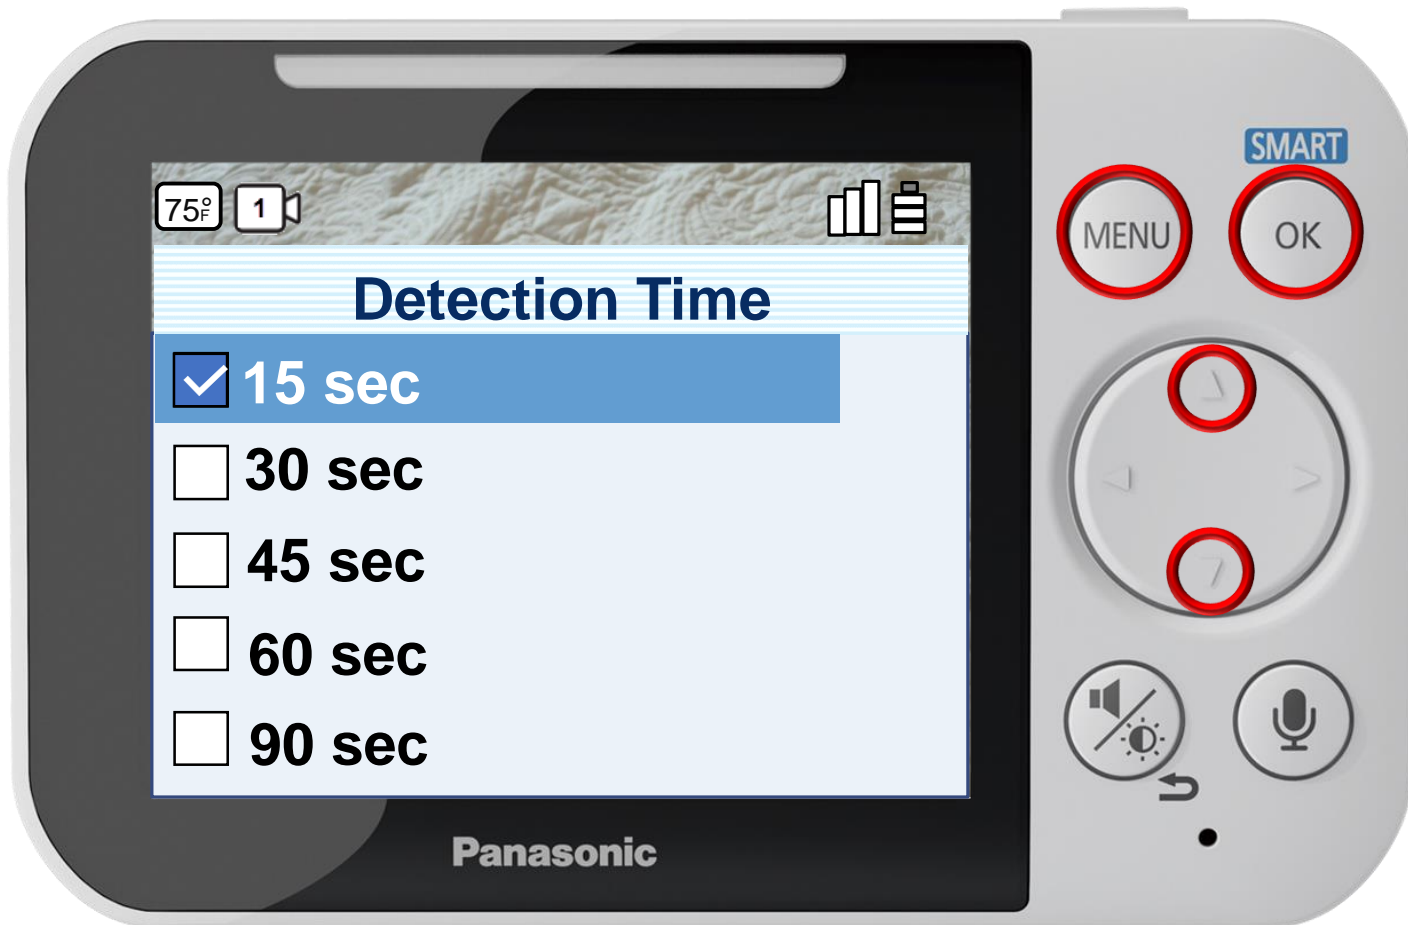 SMART
75°F 1
MENU OK
Detection Time
15 sec
30 sec
45 sec
60 sec
90 sec
Panasonic